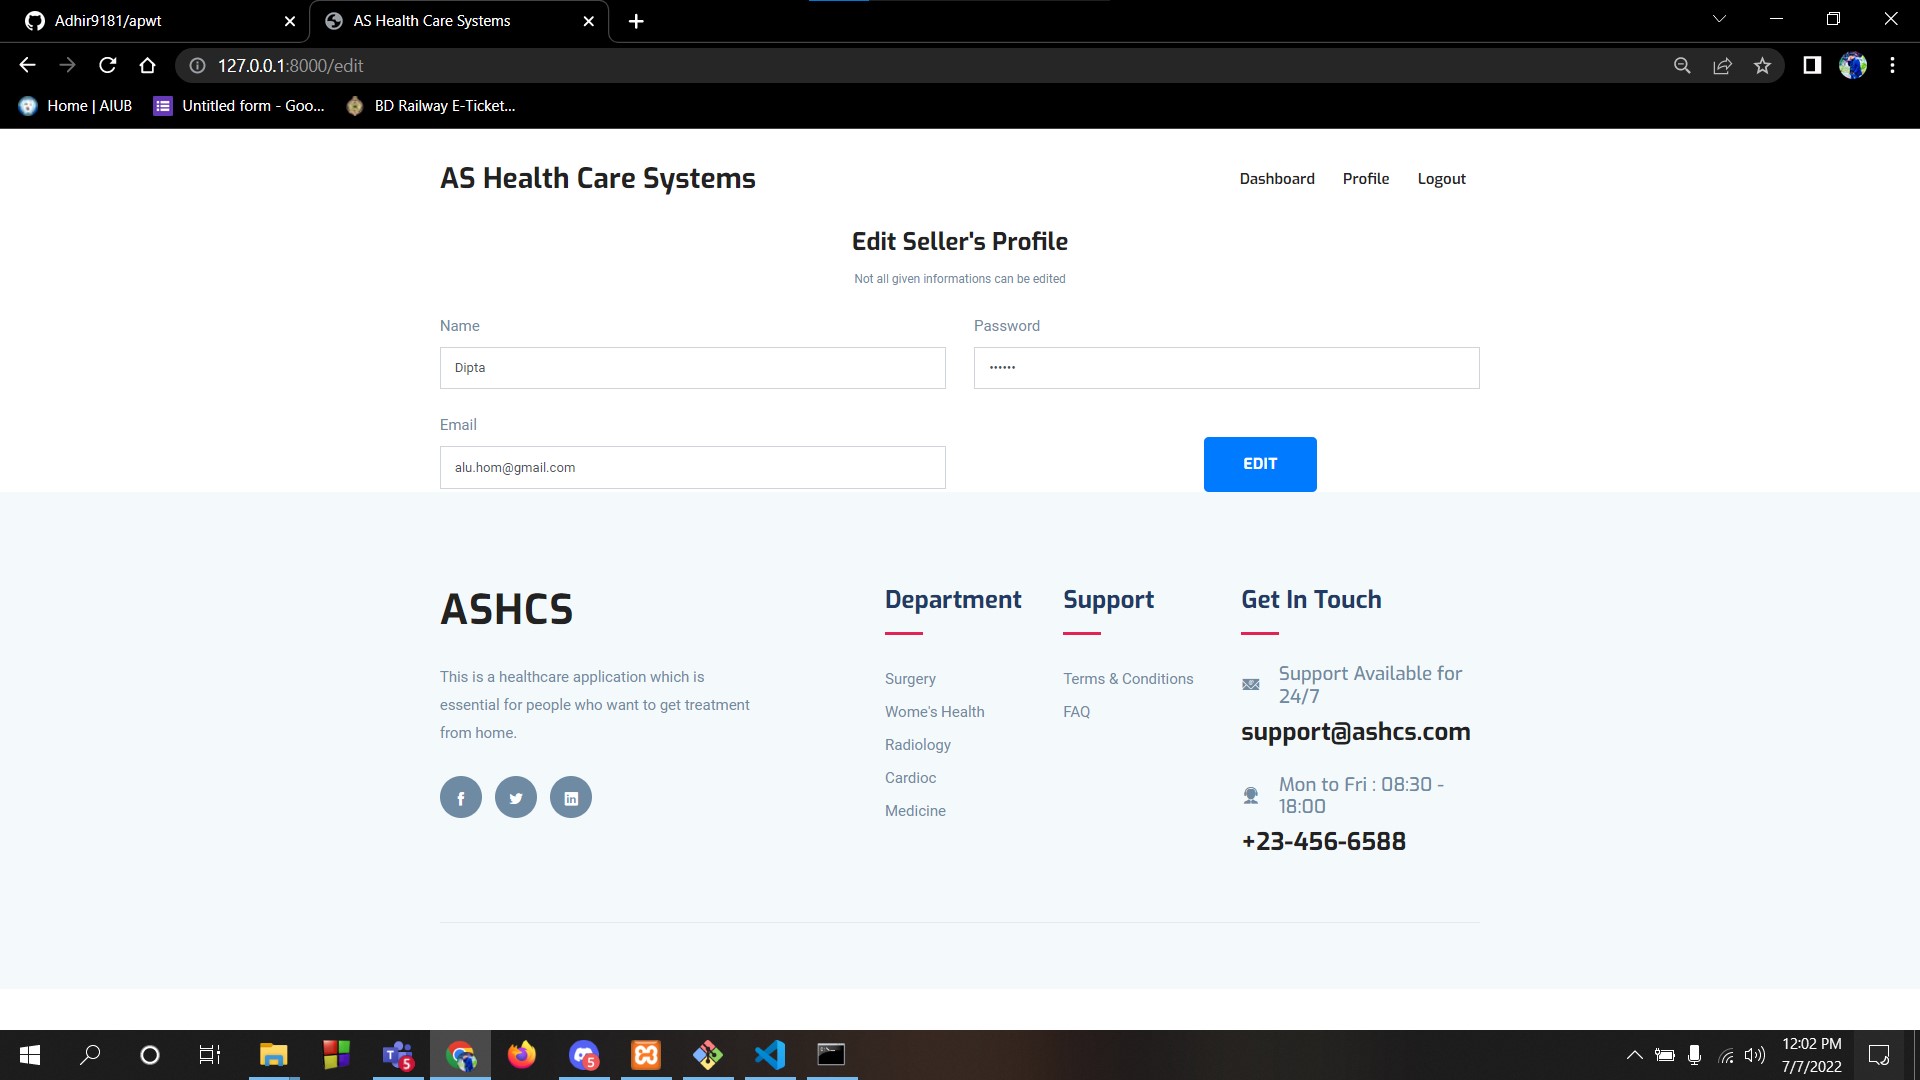 Adhir9181/apwt
AS Health Care Systems
127.0.0.1:8000/edit
Home | AIUB
Untitled form - Goo...
BD Railway E-Ticket...
AS Health Care Systems
Dashboard
Profile
Logout
Edit Seller's Profile
Not all given informations can be edited
Name
Password
Dipta
••••••
Email
alu.hom@gmail.com
EDIT
ASHCS
This is a healthcare application which is
essential for people who want to get treatment
from home.
Department
Surgery
Wome's Health
Radiology
Cardioc
Medicine
Support
Terms & Conditions
FAQ
Get In Touch
Support Available for
24/7
support@ashcs.com
Mon to Fri : 08:30 -
18:00
+23-456-6588
5
5
12:02 PM
7/7/2022